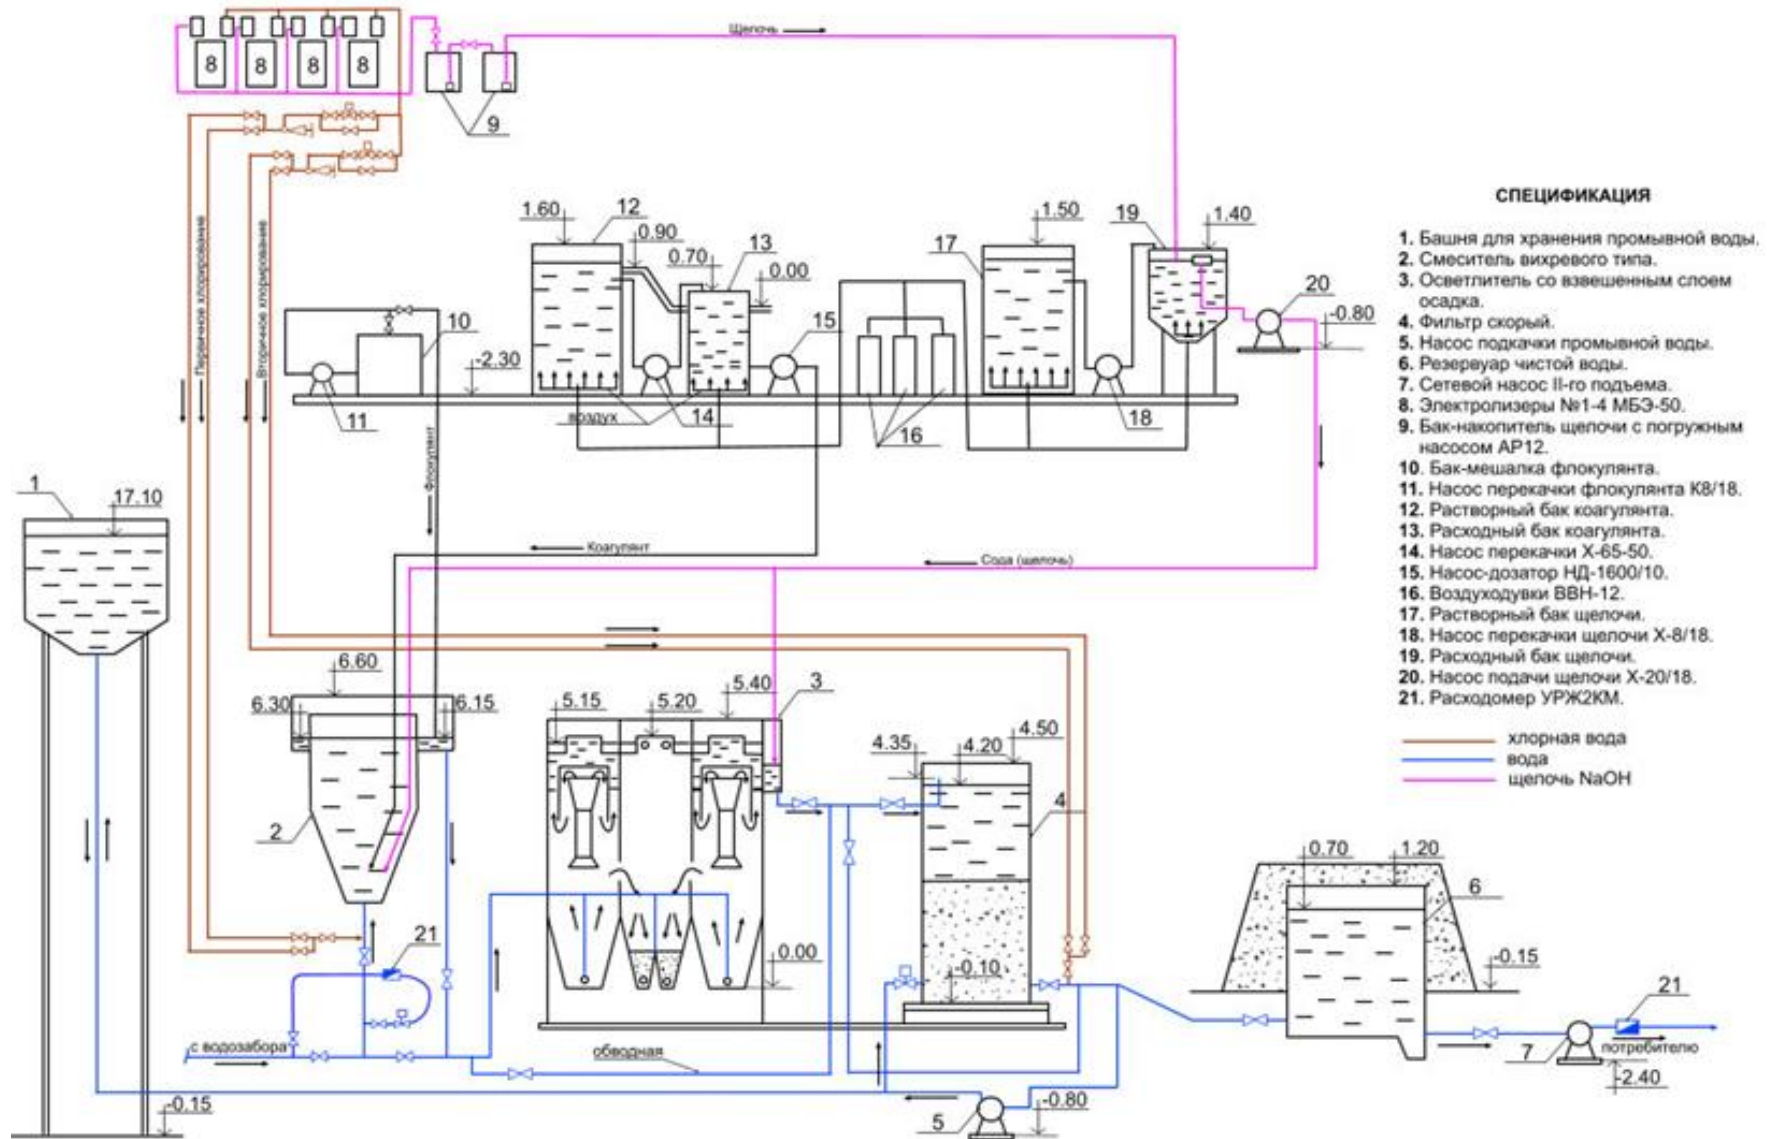 8 8 8 8
Щелочь
9
Первичное хлорирование
Вторичное хлорирование
1.60
12
0.90
0.70
13
0.00
10
15
-2.30
11
воздух
14
16
17
1.50
18
19
1.40
20
-0.80
Флокулянт
Коагулянт
Сода (щелочь)
1
17.10
-0.15
6.60
6.30
6.15
2
21
с водозабора
обводная
5.15
5.20
5.40
3
0.00
4.35
4.20
4.50
4
-0.10
5
-0.80
0.70
1.20
6
-0.15
21
7
потребителю
-2.40
СПЕЦИФИКАЦИЯ
1. Башня для хранения промывной воды.
2. Смеситель вихревого типа.
3. Осветлитель со взвешенным слоем
осадка.
4. Фильтр скорый.
5. Насос подкачки промывной воды.
6. Резервуар чистой воды.
7. Сетевой насос II-го подъема.
8. Электролизеры №1-4 МБЭ-50.
9. Бак-накопитель щелочи с погружным
насосом АР12.
10. Бак-мешалка флокулянта.
11. Насос перекачки флокулянта К8/18.
12. Растворный бак коагулянта.
13. Расходный бак коагулянта.
14. Насос перекачки Х-65-50.
15. Насос-дозатор НД-1600/10.
16. Воздуходувки ВВН-12.
17. Растворный бак щелочи.
18. Насос перекачки щелочи Х-8/18.
19. Расходный бак щелочи.
20. Насос подачи щелочи Х-20/18.
21. Расходомер УРЖ2КМ.
хлорная вода
вода
щелочь NaOH